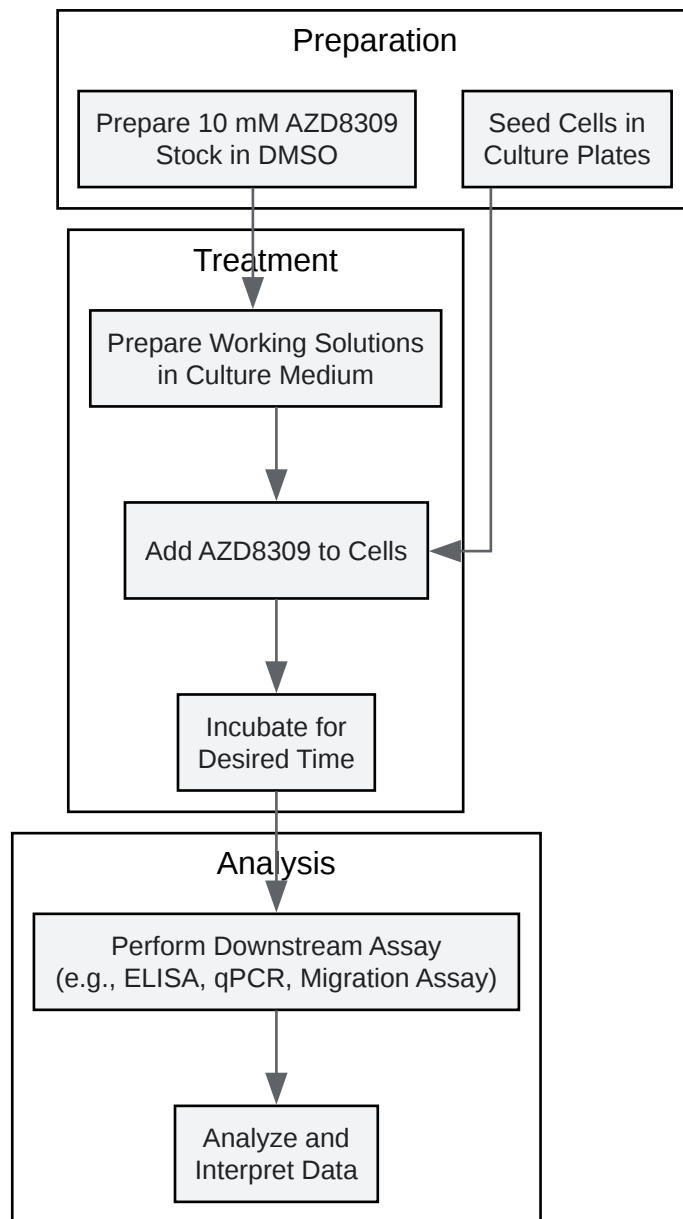 Preparation
Prepare 10 mM AZD8309
Stock in DMSO
Seed Cells in
Culture Plates
Treatment
Prepare Working Solutions
in Culture Medium
Add AZD8309 to Cells
Incubate for
Desired Time
Analysis
Perform Downstream Assay
(e.g., ELISA, qPCR, Migration Assay)
Analyze and
Interpret Data